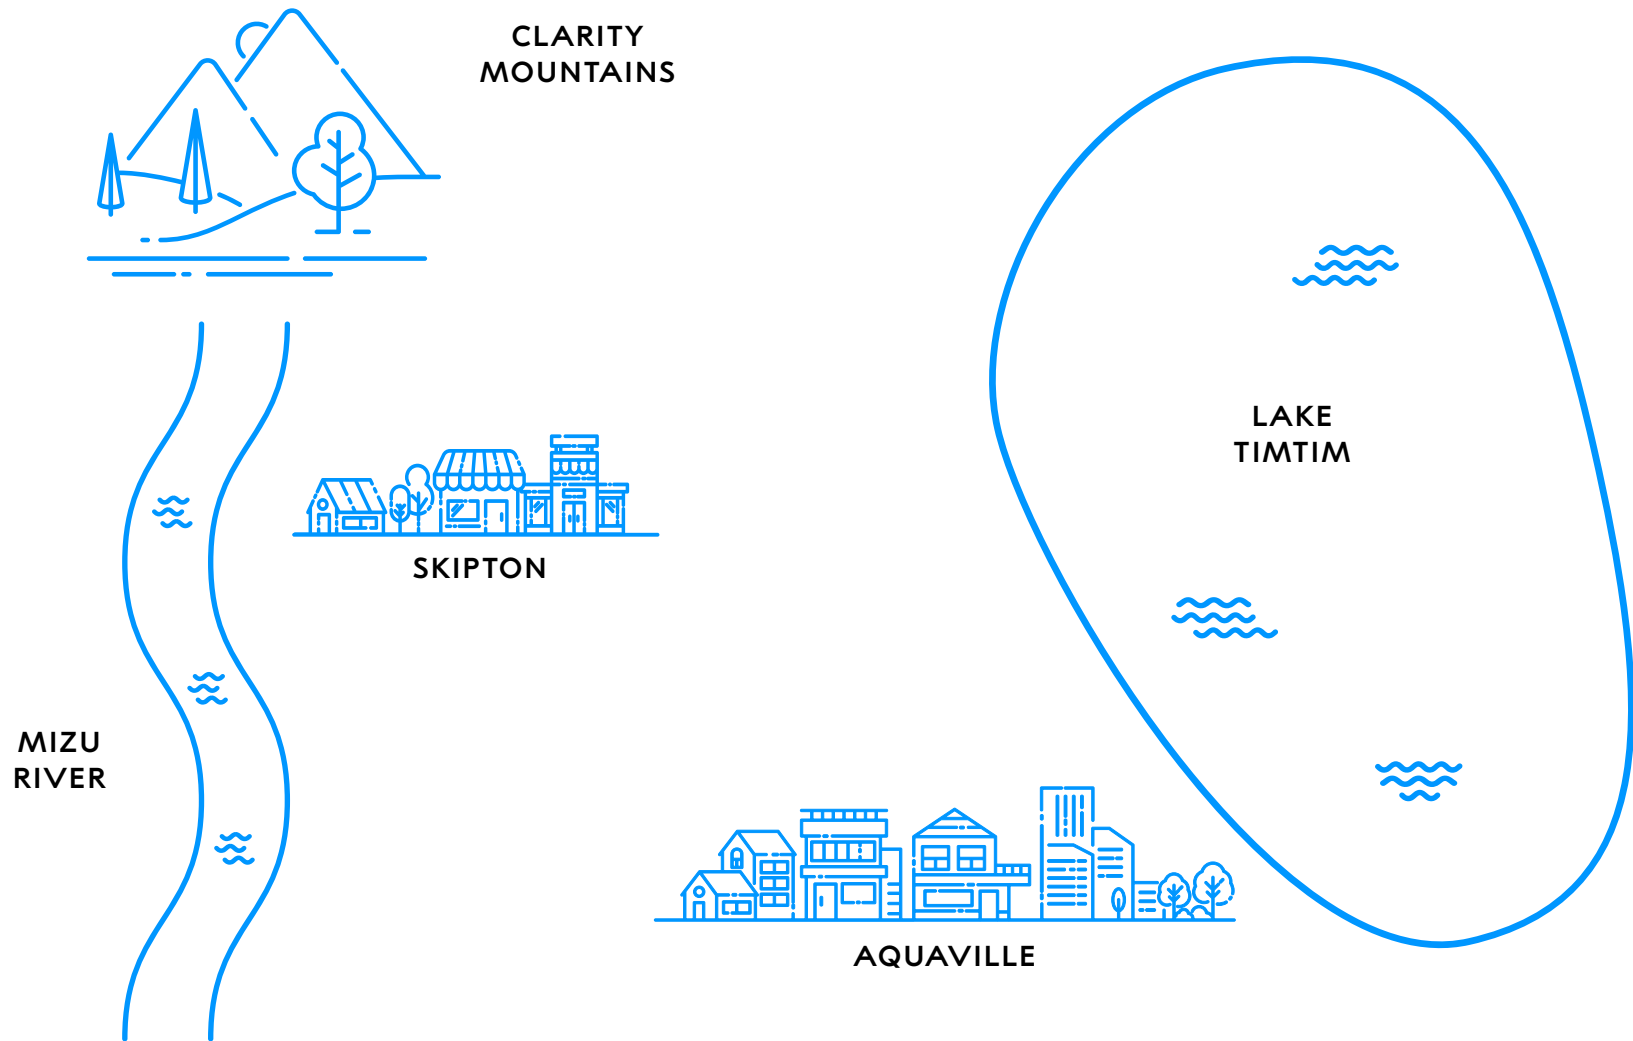 CLARITY
MOUNTAINS
LAKE
TIMTIM
SKIPTON
MIZU
RIVER
AQUAVILLE